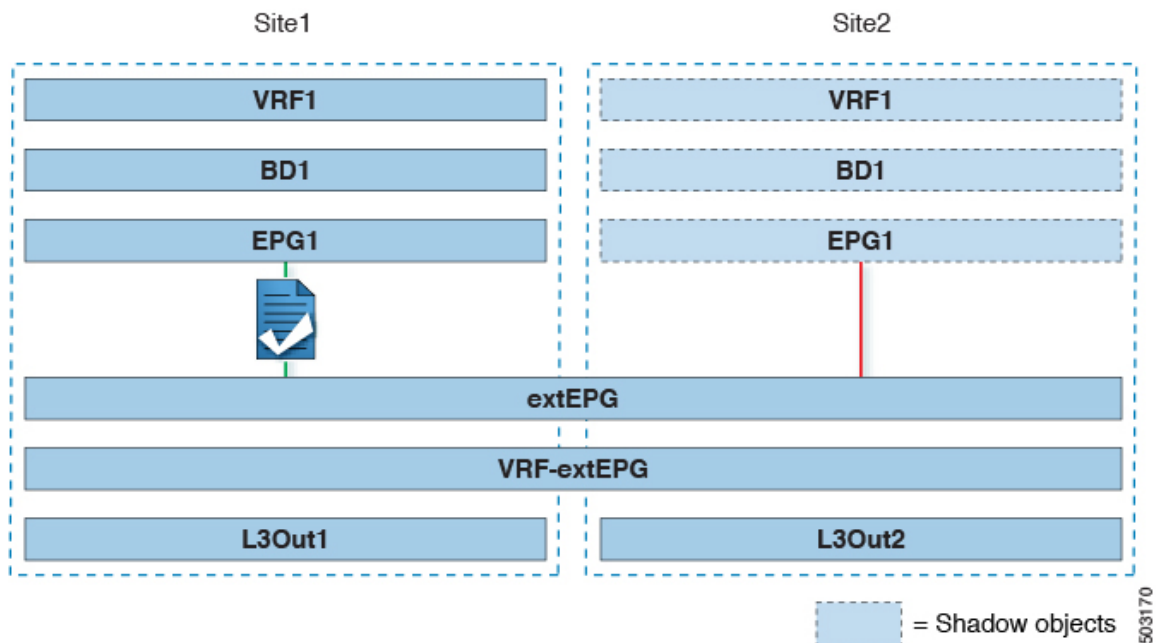 Site1
Site2
VRF1
VRF1
BD1
BD1
EPG1
EPG1
extEPG
VRF-extEPG
L3Out1
L3Out2
= Shadow objects
503170